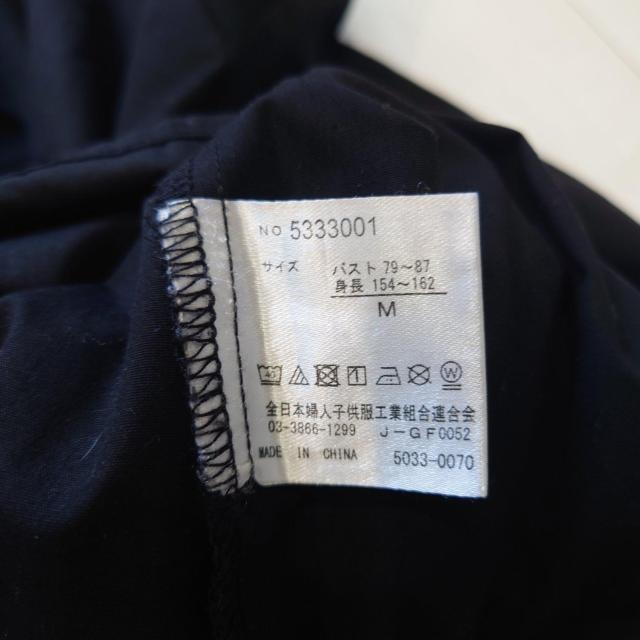 NO 5333001
サイズ バスト 79～87
身長 154～162
M
全日本婦人子供服工業組合連合会
03-3866-1299 J-GF0052
MADE IN CHINA 5033-0070